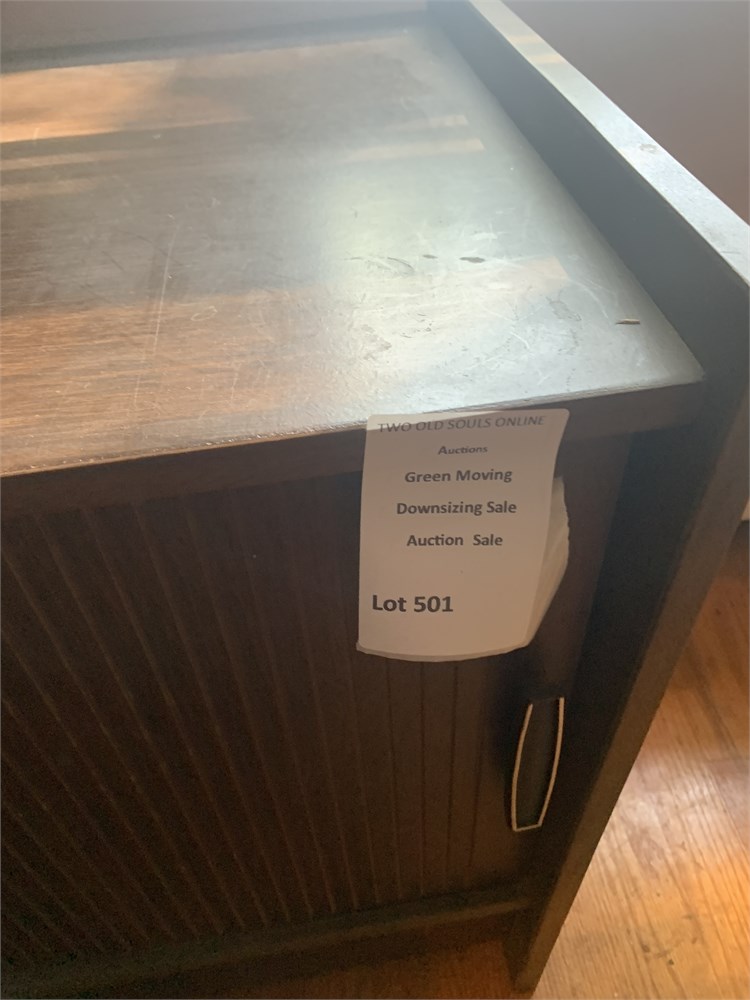 TWO OLD SOULS ONLINE
Auctions
Green Moving
Downsizing Sale
Auction Sale
Lot 501